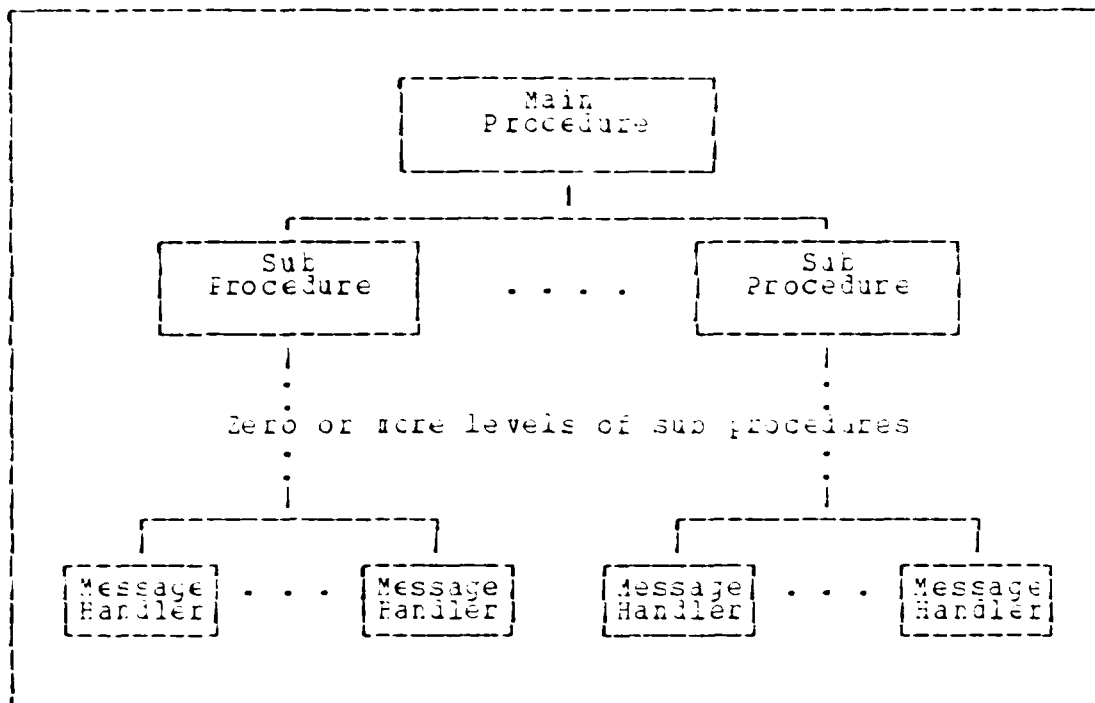 Main
Procedure
Sub
Procedure
. . . .
Sub
Procedure
Zero or more levels of sub procedures
Message
Handler
. . . .
Message
Handler
Message
Handler
. . .
Message
Handler